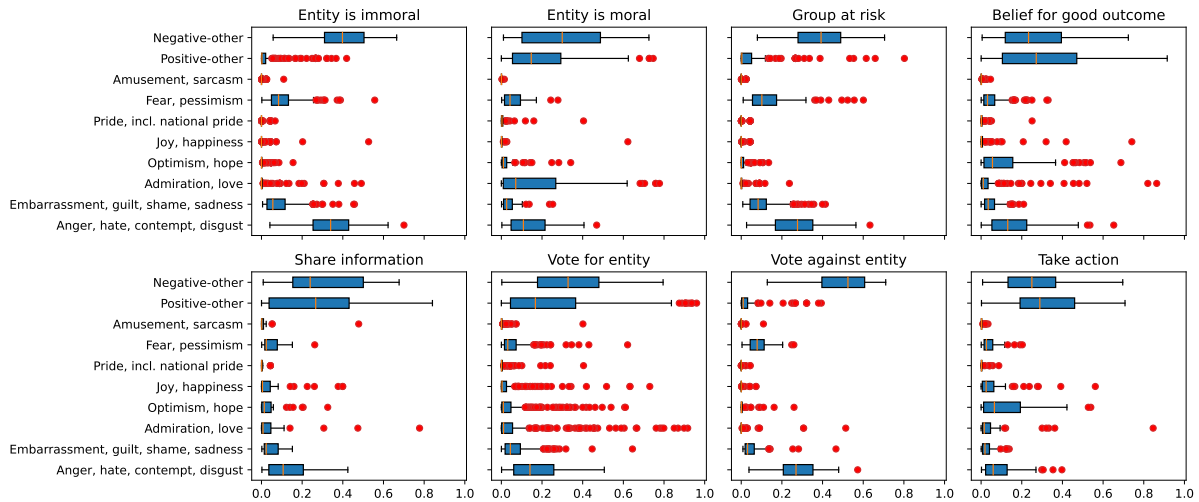 Entity is immoral
Entity is moral
Group at risk
Belief for good outcome
Negative-other
Positive-other
Amusement, sarcasm
Fear, pessimism
Pride, incl. national pride
Joy, happiness
Optimism, hope
Admiration, love
Embarrassment, guilt, shame, sadness
Anger, hate, contempt, disgust
Share information
Vote for entity
Vote against entity
Take action
Negative-other
Positive-other
Amusement, sarcasm
Fear, pessimism
Pride, incl. national pride
Joy, happiness
Optimism, hope
Admiration, love
Embarrassment, guilt, shame, sadness
Anger, hate, contempt, disgust
0.0 0.2 0.4 0.6 0.8 1.0
0.0 0.2 0.4 0.6 0.8 1.0
0.0 0.2 0.4 0.6 0.8 1.0
0.0 0.2 0.4 0.6 0.8 1.0